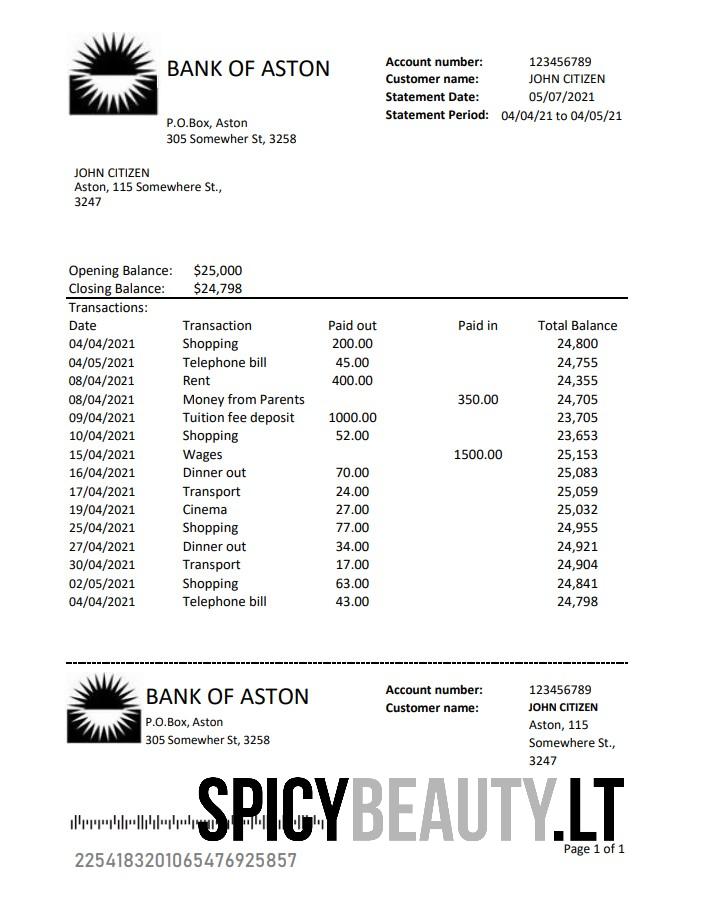 BANK OF ASTON
P.O.Box, Aston
305 Somewher St, 3258
Account number: 123456789
Customer name: JOHN CITIZEN
Statement Date: 05/07/2021
Statement Period: 04/04/21 to 04/05/21
JOHN CITIZEN
Aston, 115 Somewhere St.,
3247
Opening Balance: $25,000
Closing Balance: $24,798
Transactions:
Date Transaction Paid out Paid in Total Balance
04/04/2021 Shopping 200.00 24,800
04/05/2021 Telephone bill 45.00 24,755
08/04/2021 Rent 400.00 24,355
08/04/2021 Money from Parents 350.00 24,705
09/04/2021 Tuition fee deposit 1000.00 23,705
10/04/2021 Shopping 52.00 23,653
15/04/2021 Wages 1500.00 25,153
16/04/2021 Dinner out 70.00 25,083
17/04/2021 Transport 24.00 25,059
19/04/2021 Cinema 27.00 25,032
25/04/2021 Shopping 77.00 24,955
27/04/2021 Dinner out 34.00 24,921
30/04/2021 Transport 17.00 24,904
02/05/2021 Shopping 63.00 24,841
04/04/2021 Telephone bill 43.00 24,798
BANK OF ASTON
P.O.Box, Aston
305 Somewher St, 3258
Account number: 123456789
Customer name: JOHN CITIZEN
Aston, 115
Somewhere St.,
3247
SPICYBEAUTY.LT
Page 1 of 1
2254183201065476925857